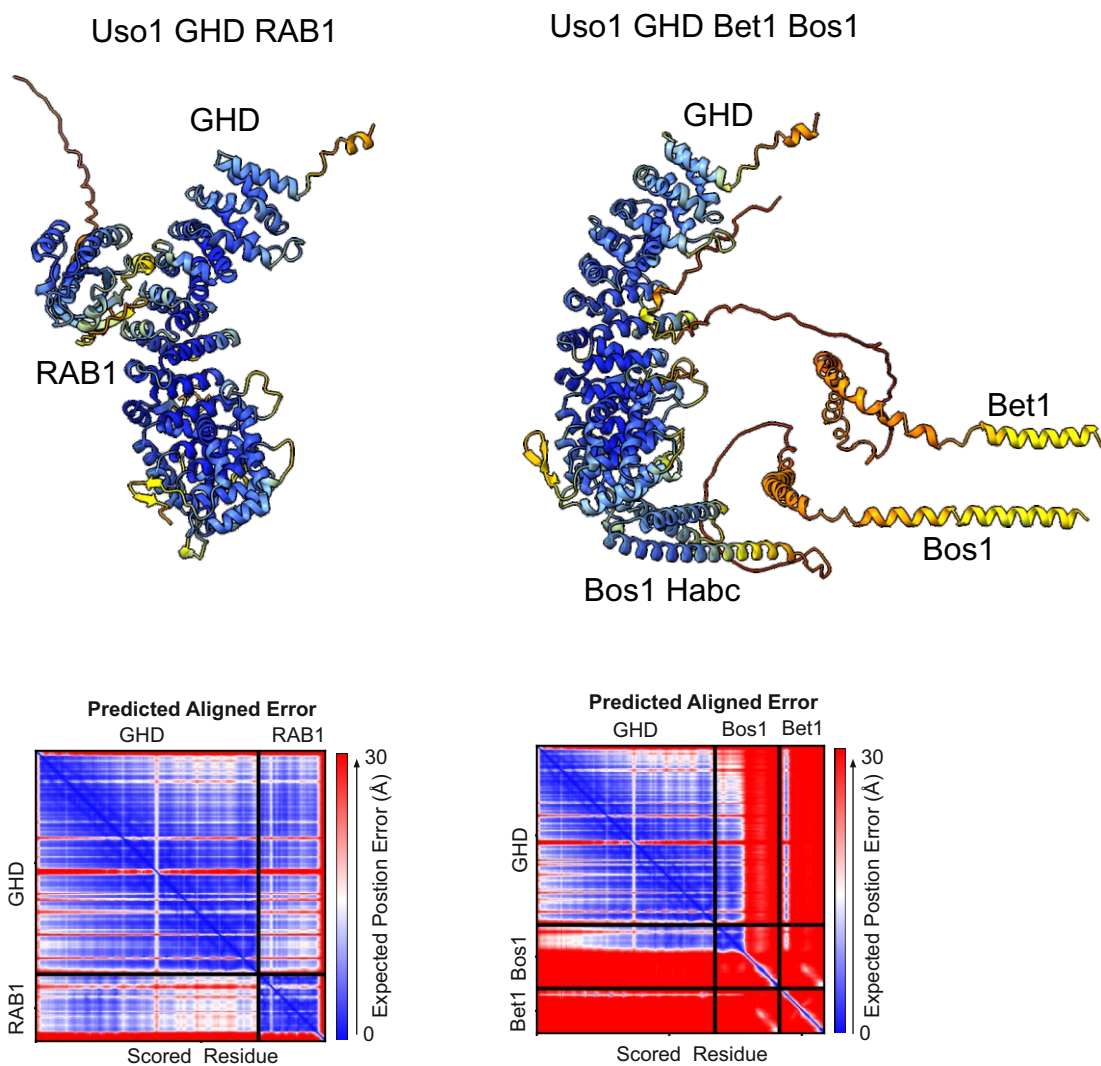 Uso1 GHD RAB1
Uso1 GHD Bet1 Bos1
GHD
RAB1
GHD
Bet1
Bos1
Bos1 Habc
Predicted Aligned Error
GHD RAB1
30
Expected Postion Error (Å)
0
GHD
RAB1
Scored Residue
Predicted Aligned Error
GHD Bos1 Bet1
30
Expected Postion Error (Å)
0
GHD
Bos1
Bet1
Scored Residue